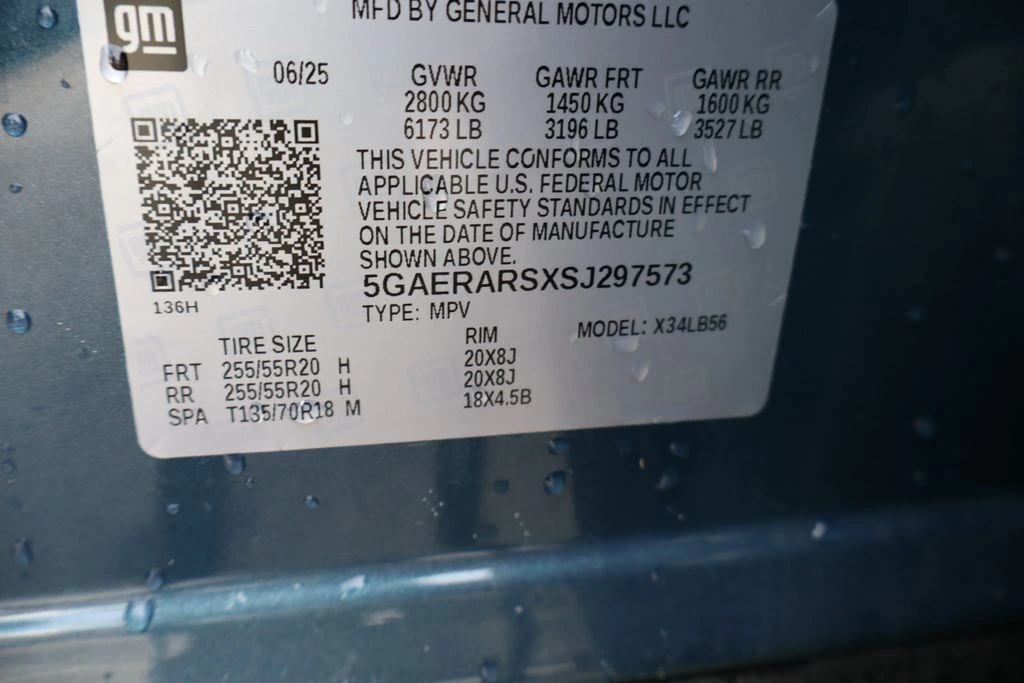 gm
MFD BY GENERAL MOTORS LLC
06/25 GVWR GAWR FRT GAWR RR
2800 KG 1450 KG 1600 KG
6173 LB 3196 LB 3527 LB
THIS VEHICLE CONFORMS TO ALL
APPLICABLE U.S. FEDERAL MOTOR
VEHICLE SAFETY STANDARDS IN EFFECT
ON THE DATE OF MANUFACTURE
SHOWN ABOVE.
5GAERARSXSJ297573
136H
TYPE: MPV MODEL: X34LB56
TIRE SIZE RIM
FRT 255/55R20 H 20X8J
RR 255/55R20 H 20X8J
SPA T135/70R18 M 18X4.5B